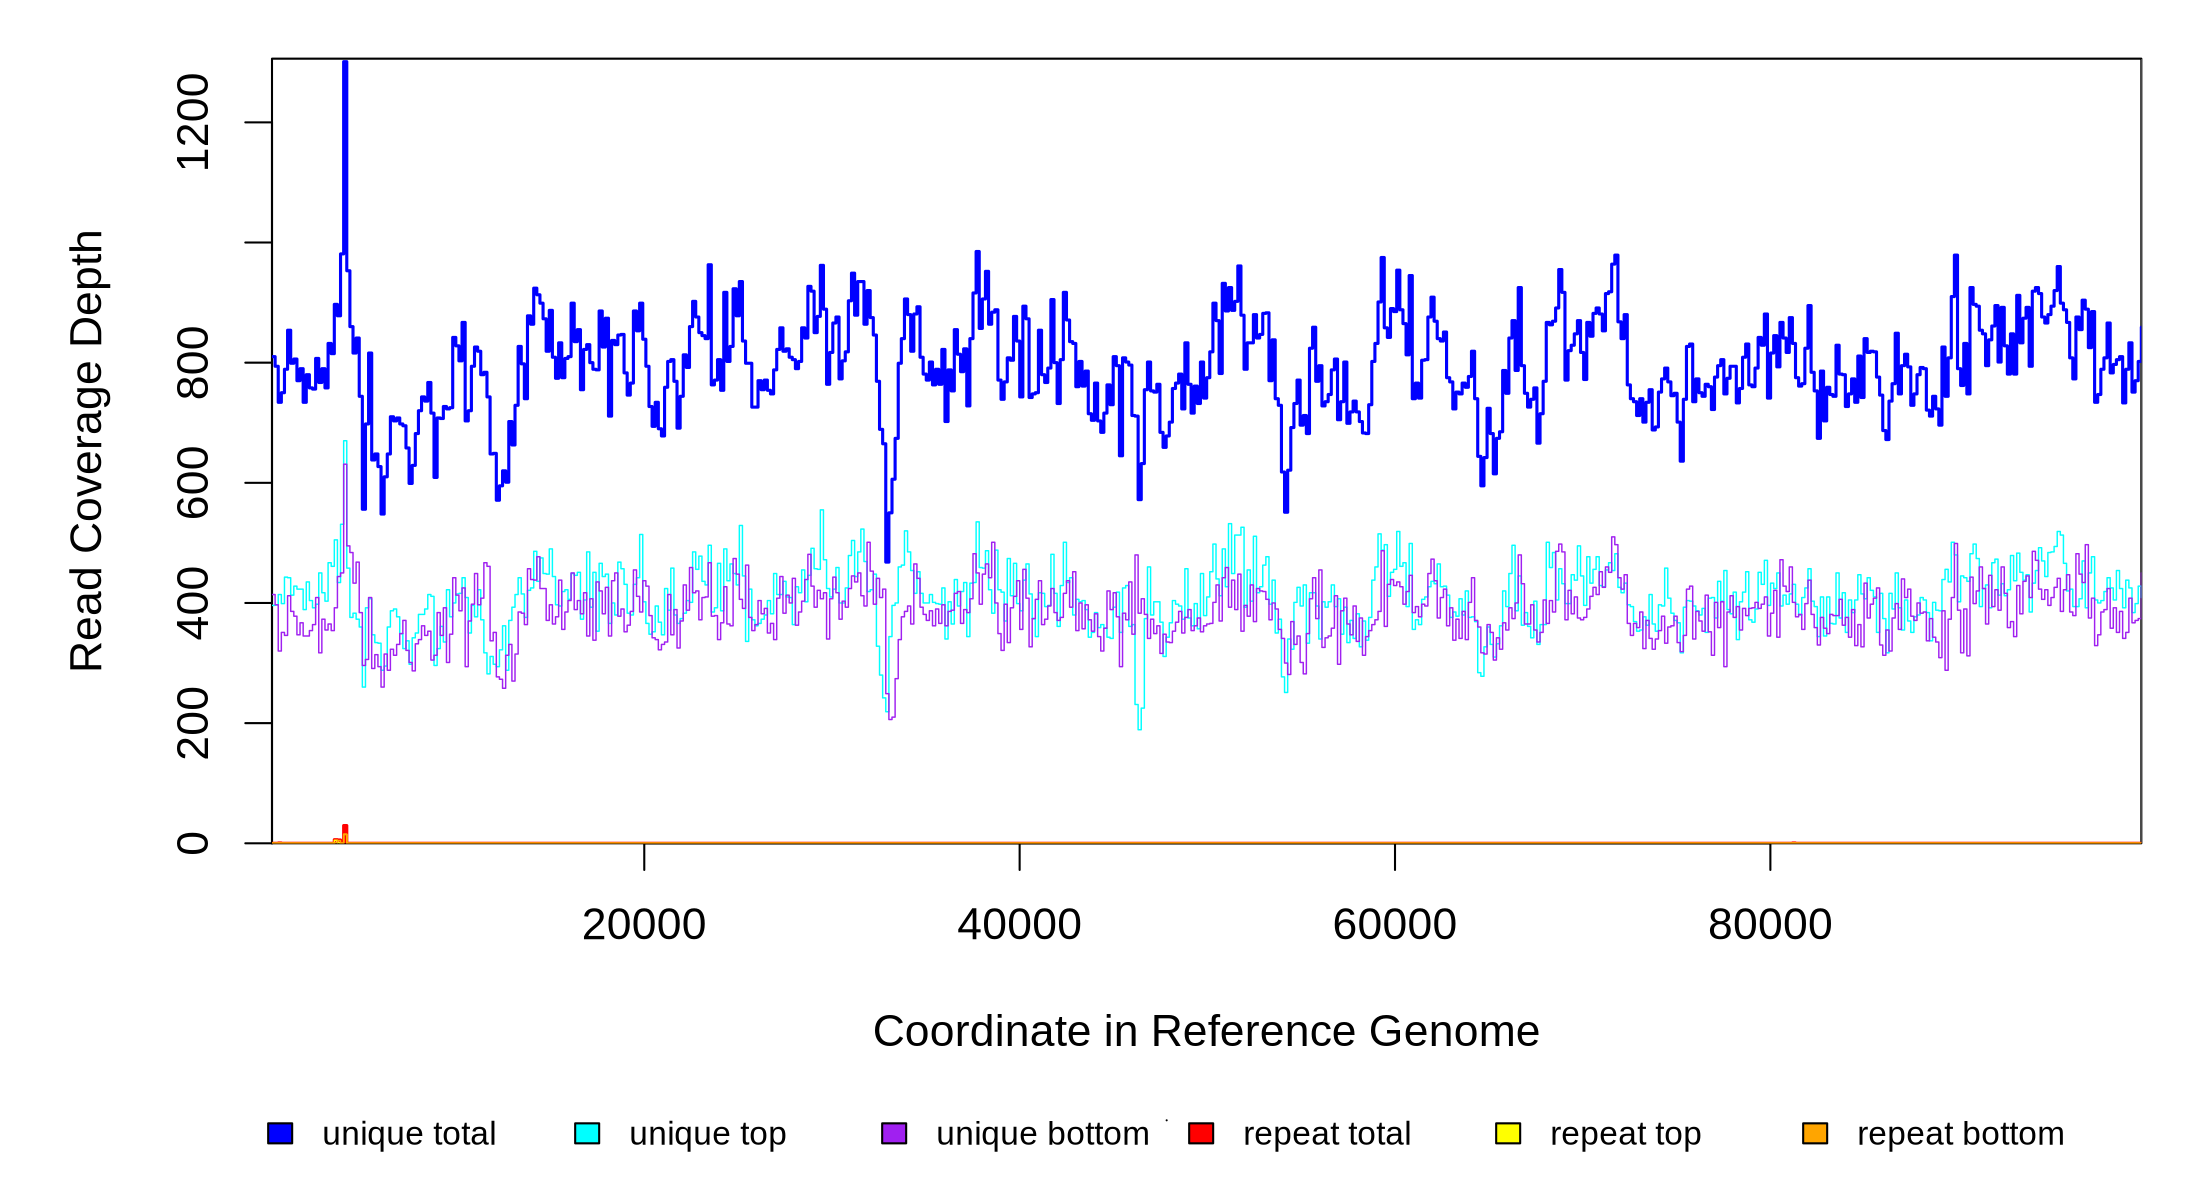 1200
800
600
400
200
0
Read Coverage Depth
20000 40000 60000 80000
Coordinate in Reference Genome
unique total unique top unique bottom repeat total repeat top repeat bottom